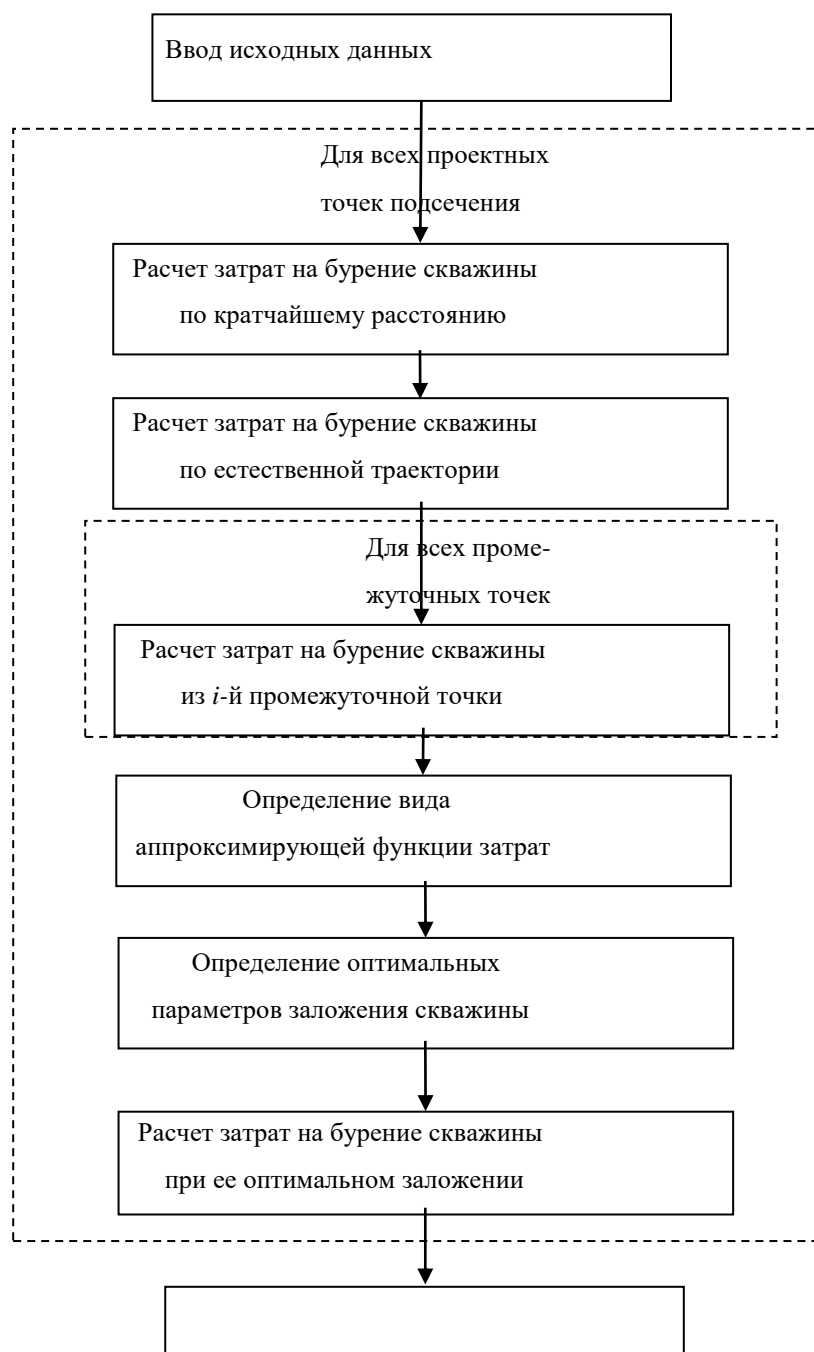 Ввод исходных данных
Для всех проектных
точек подсечения
Расчет затрат на бурение скважины
по кратчайшему расстоянию
Расчет затрат на бурение скважины
по естественной траектории
Для всех проме-
жуточных точек
Расчет затрат на бурение скважины
из i-й промежуточной точки
Определение вида
аппроксимирующей функции затрат
Определение оптимальных
параметров заложения скважины
Расчет затрат на бурение скважины
при ее оптимальном заложении